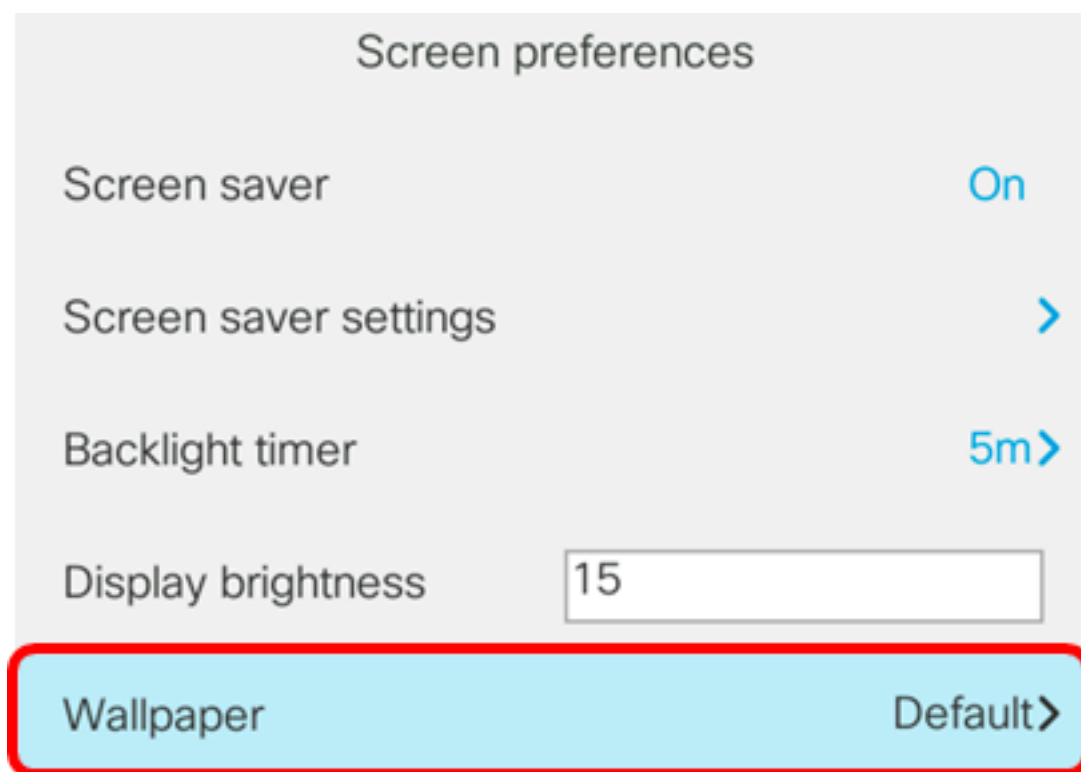 Screen preferences
Screen saver On
Screen saver settings
Backlight timer 5m
Display brightness 15
Wallpaper Default